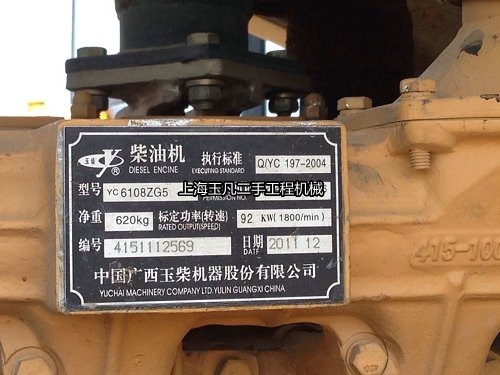 玉柴 柴油机 执行标准 Q/YC 197-2004
DIESEL ENGINE EXECUTING STANDARD
型号 YC6108ZG5
上海玉凡二手工程机械
PERMISSION NO.
净重 620kg 标定功率(转速) 92 KW(1800/min)
RATED OUTPUT(SPEED)
编号 4151112569 日期 2011 12
DATE
中国广西玉柴机器股份有限公司
YUCHAI MACHINERY COMPANY LTD.YULIN GUANGXI CHINA